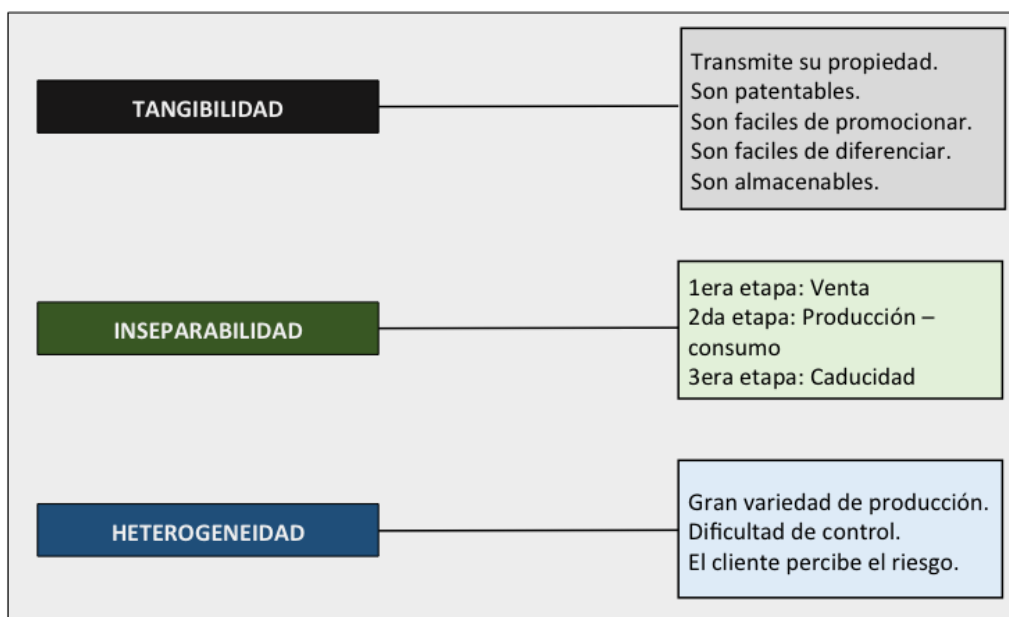 TANGIBILIDAD
Transmite su propiedad.
Son patentables.
Son faciles de promocionar.
Son faciles de diferenciar.
Son almacenables.
INSEPARABILIDAD
1era etapa: Venta
2da etapa: Producción –
consumo
3era etapa: Caducidad
HETEROGENEIDAD
Gran variedad de producción.
Dificultad de control.
El cliente percibe el riesgo.